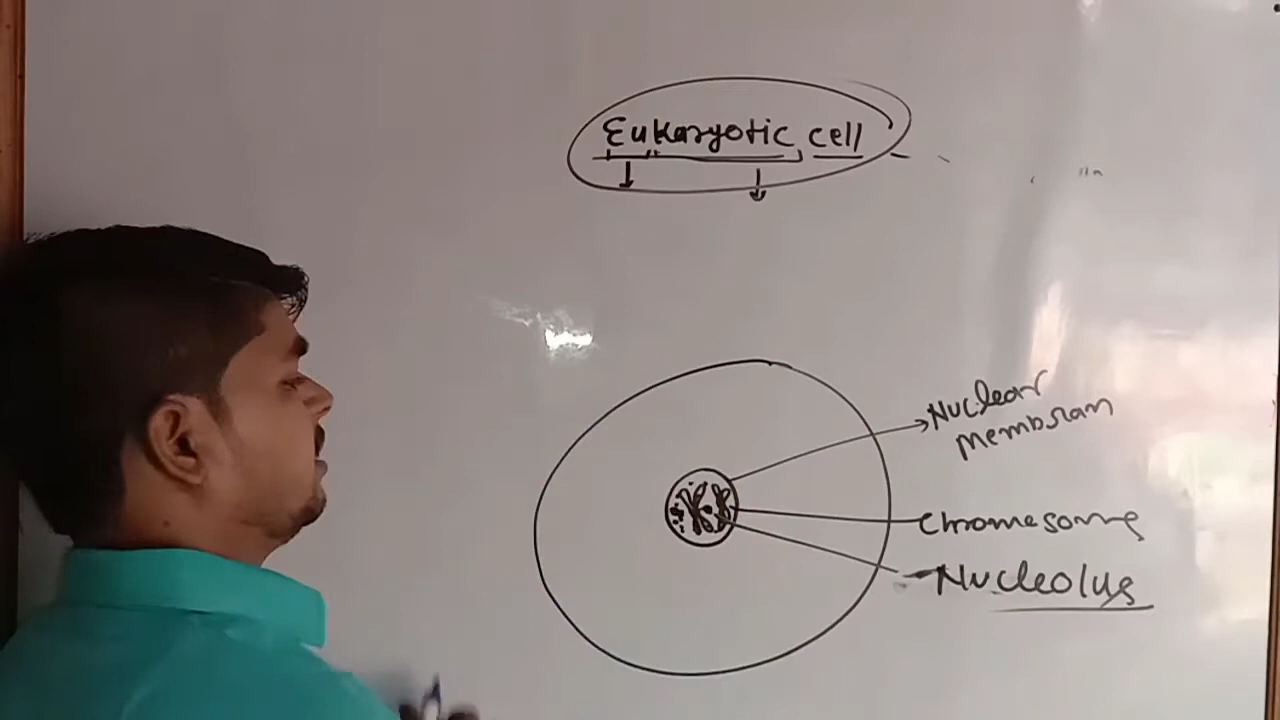 Eukaryotic cell
Nuclear
membran
chromesome
Nucleolus